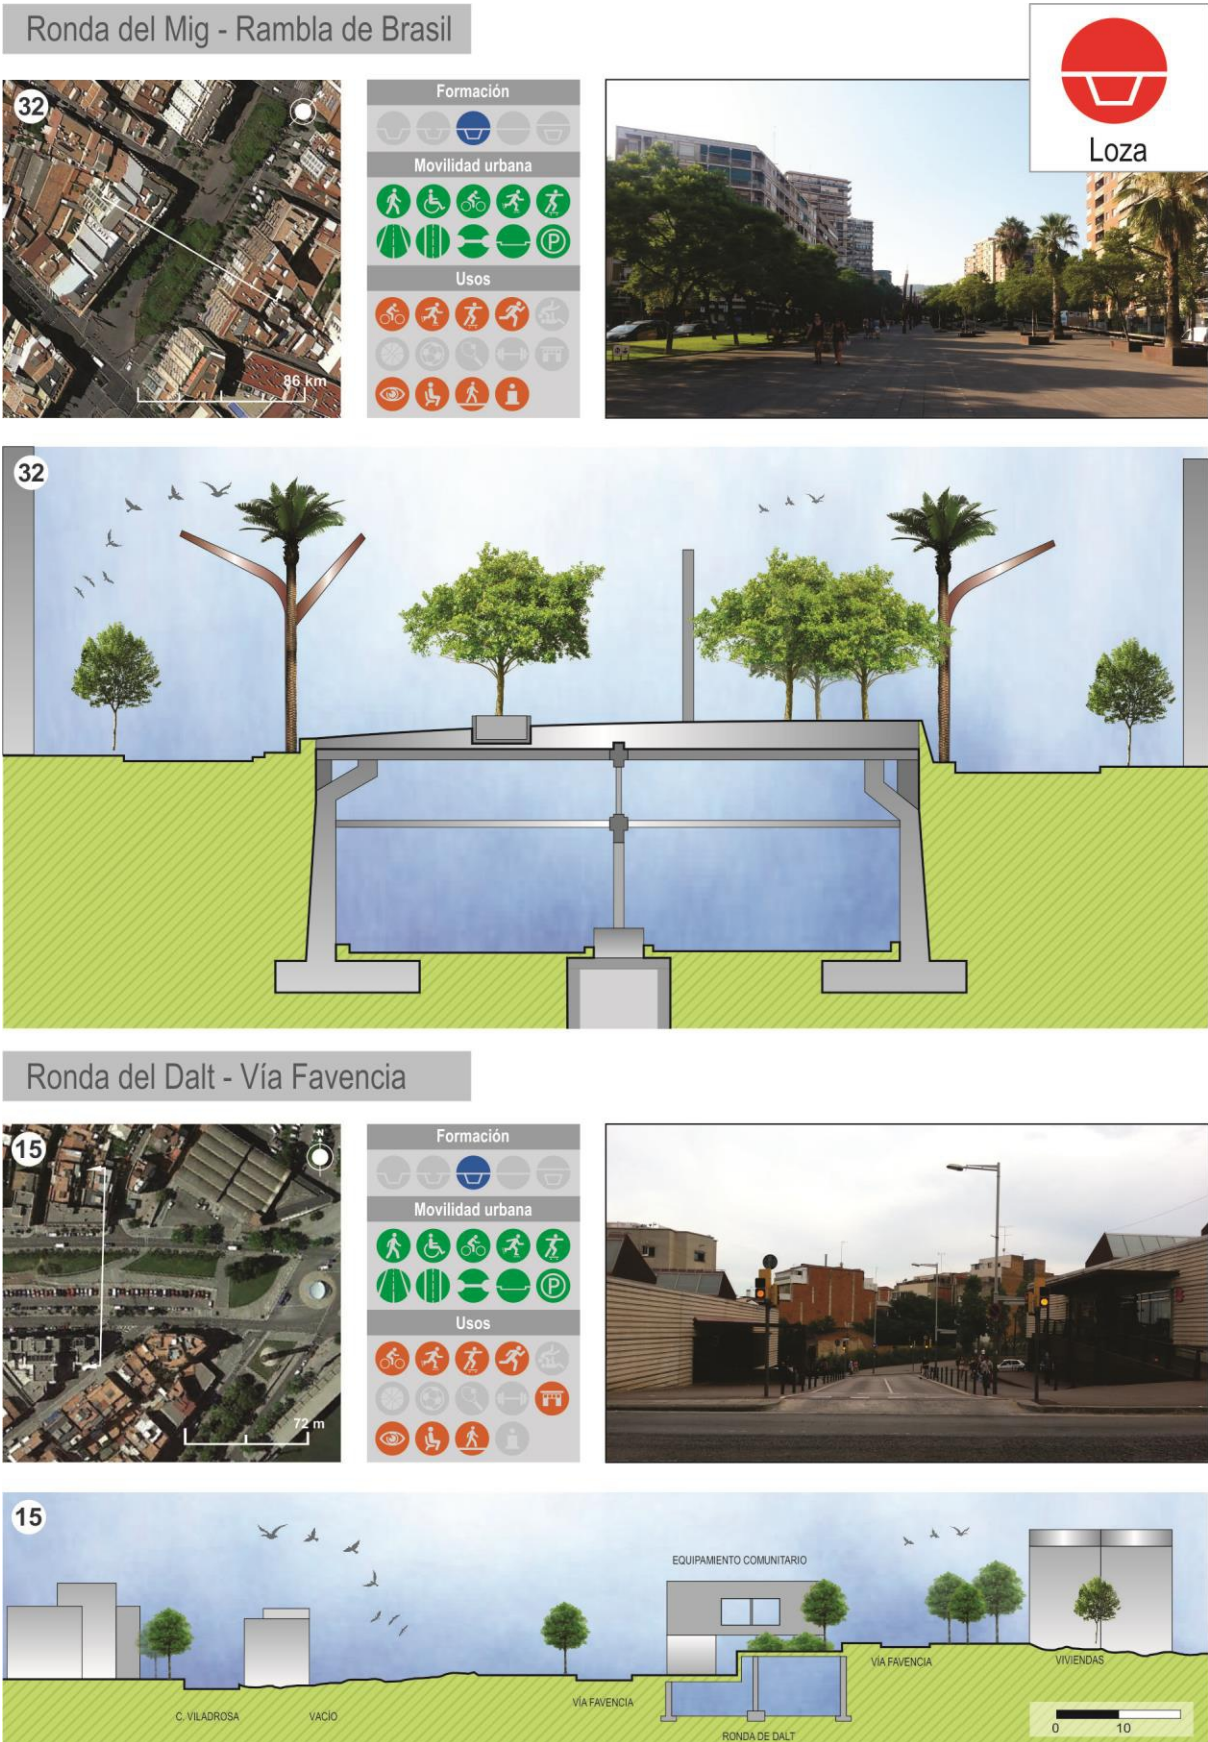 Ronda del Mig - Rambla de Brasil
Loza
32
86 km
Formación
Movilidad urbana
P
Usos
32
Ronda del Dalt - Vía Favencia
15
N
72 m
Formación
Movilidad urbana
P
Usos
15
EQUIPAMIENTO COMUNITARIO
C. VILADROSA
VACÍO
VÍA FAVENCIA
RONDA DE DALT
VÍA FAVENCIA
VIVIENDAS
0 10